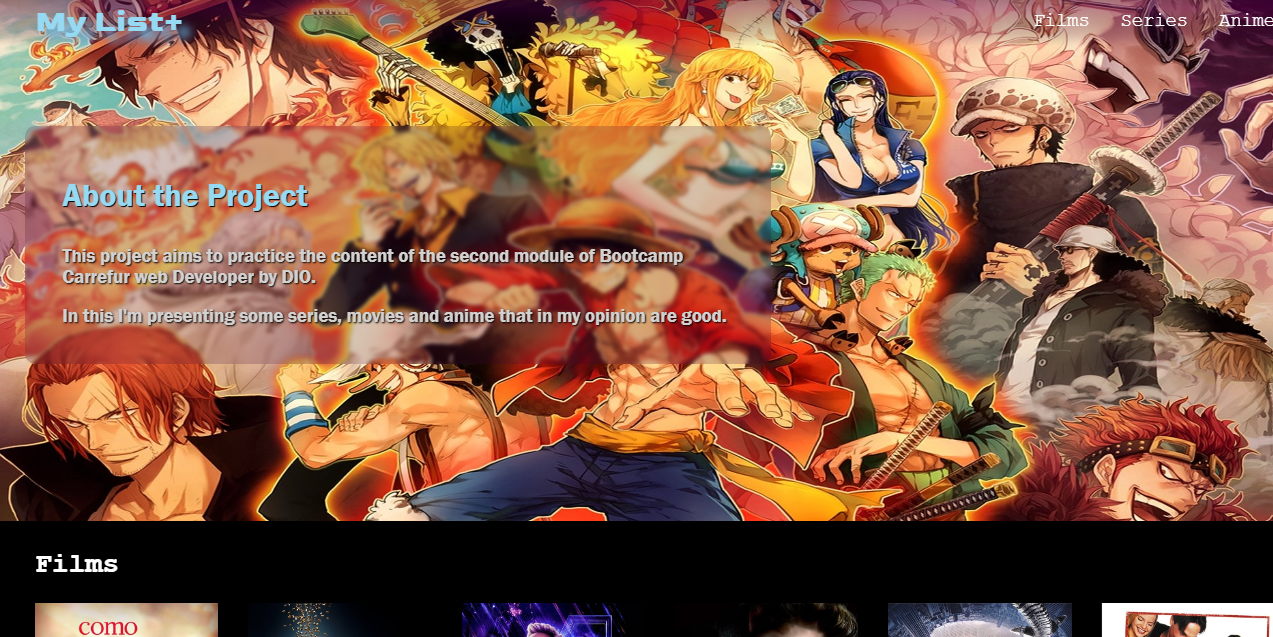 My List+
Films Series Anime
About the Project
This project aims to practice the content of the second module of Bootcamp
Carrefur web Developer by DIO.
In this I'm presenting some series, movies and anime that in my opinion are good.
Films
como